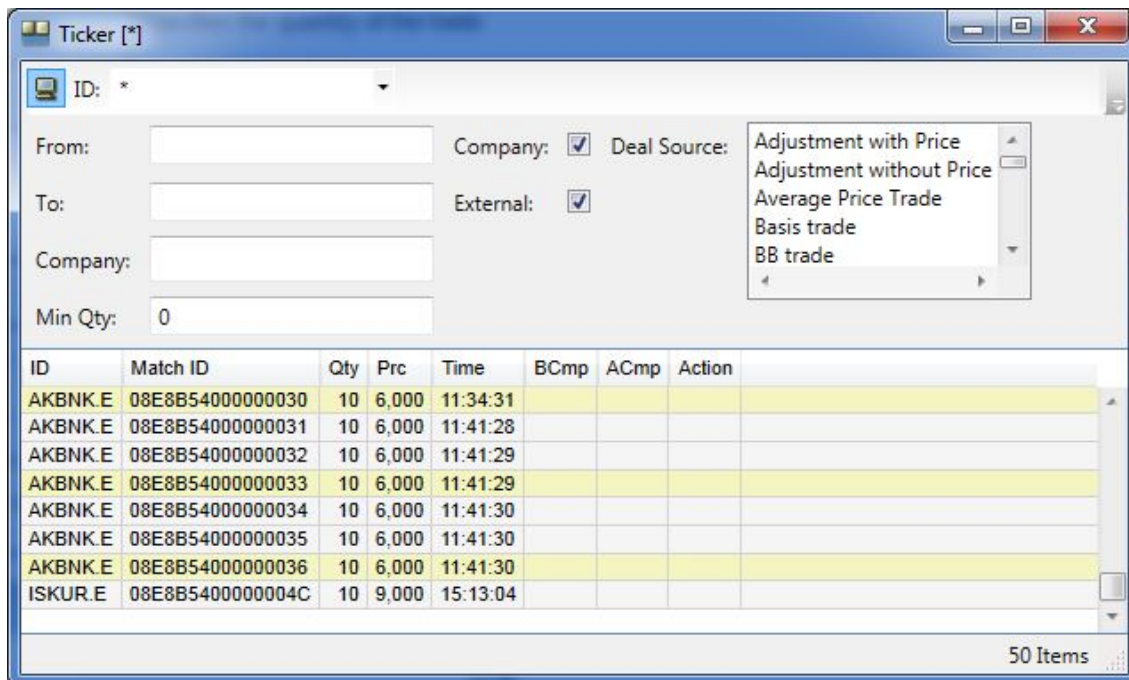 Ticker [*]
ID: *
From: Company: Deal Source: Adjustment with Price
Adjustment without Price
To: External: Average Price Trade
Basis trade
Company: BB trade
Min Qty: 0
ID Match ID Qty Prc Time BCmp ACmp Action
AKBNK.E 08E8B54000000030 10 6,000 11:34:31
AKBNK.E 08E8B54000000031 10 6,000 11:41:28
AKBNK.E 08E8B54000000032 10 6,000 11:41:29
AKBNK.E 08E8B54000000033 10 6,000 11:41:29
AKBNK.E 08E8B54000000034 10 6,000 11:41:30
AKBNK.E 08E8B54000000035 10 6,000 11:41:30
AKBNK.E 08E8B54000000036 10 6,000 11:41:30
ISKUR.E 08E8B5400000004C 10 9,000 15:13:04
50 Items